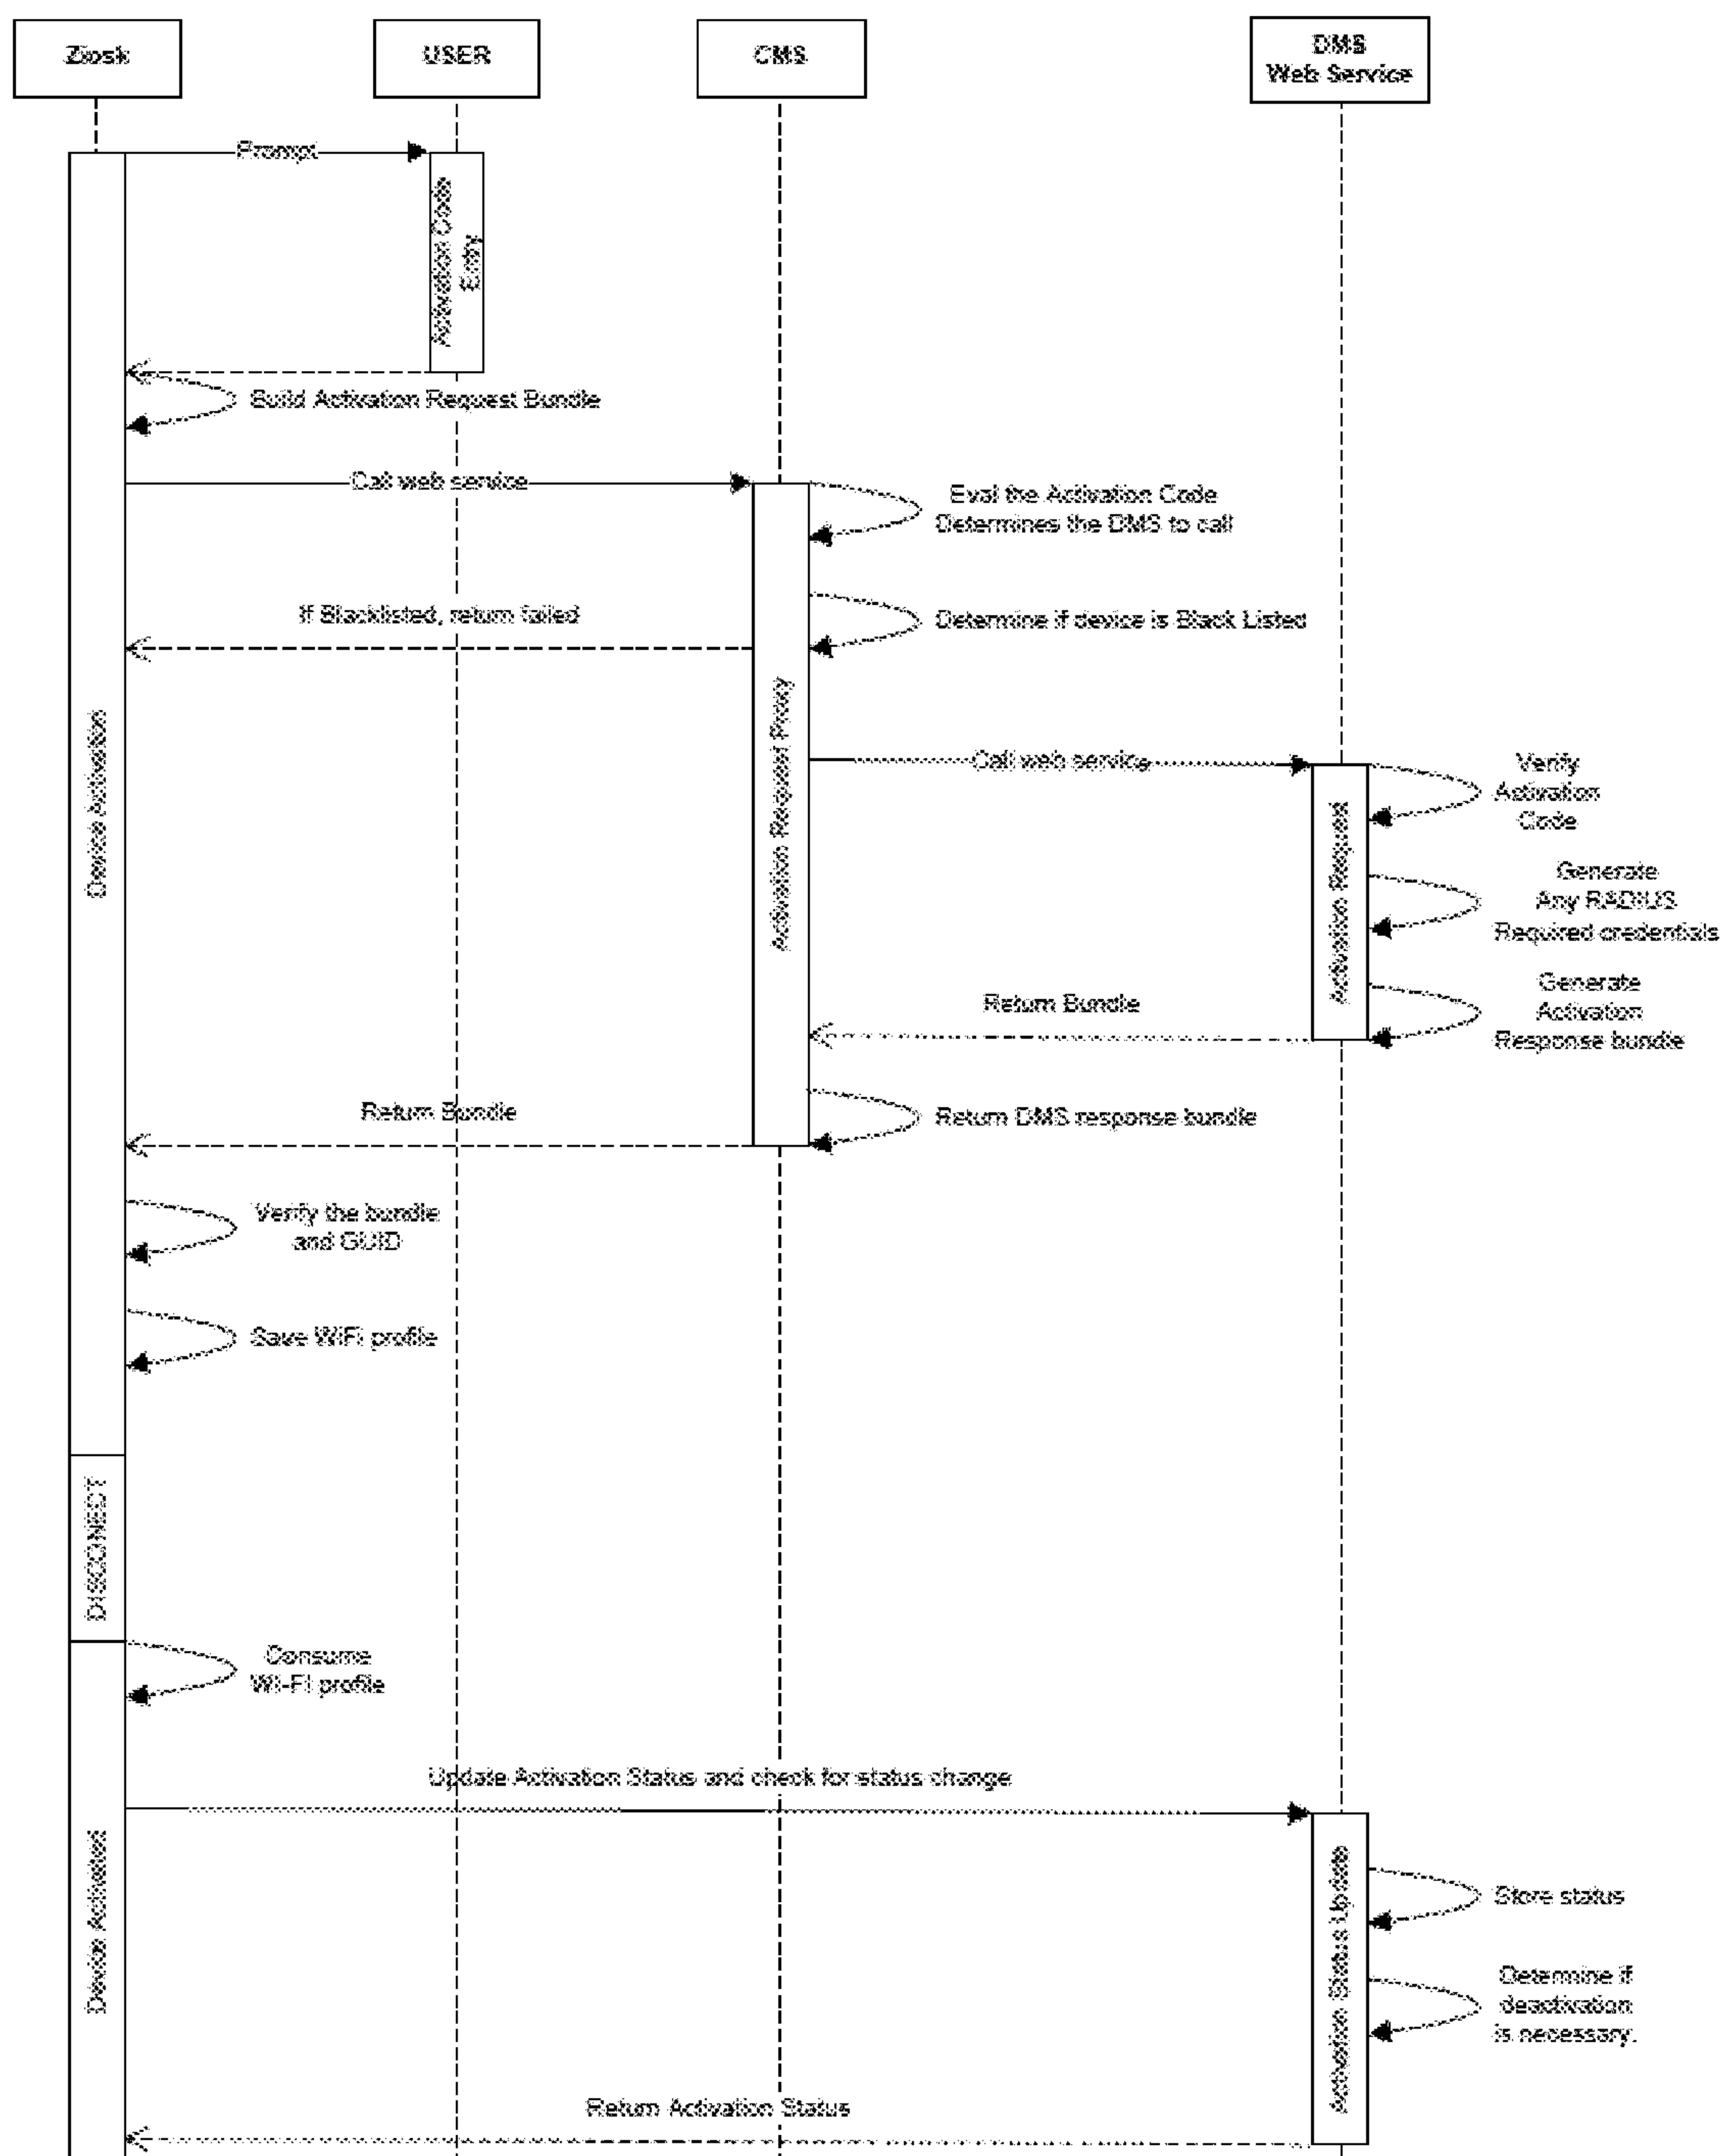 Ziosk
USER
CMS
DMS
Web Service
Prompt
Activation Code
Entry
Build Activation Request Bundle
Call web service
Eval the Activation Code
Determines the DMS to call
If Blacklisted, return failed
Determine if device is Black Listed
Device Activation
Activation Request Proxy
Call web service
Verify
Activation
Code
Activation Request
Generate
Any RADIUS
Required credentials
Generate
Activation
Response bundle
Return Bundle
Return Bundle
Return DMS response bundle
Verify the bundle
and GUID
Save WiFi profile
DISCONECT
Consume
Wi-Fi profile
Update Activation Status and check for status change
Device Activated
Activation Status Update
Store status
Determine if
deactivation
is necessary.
Return Activation Status